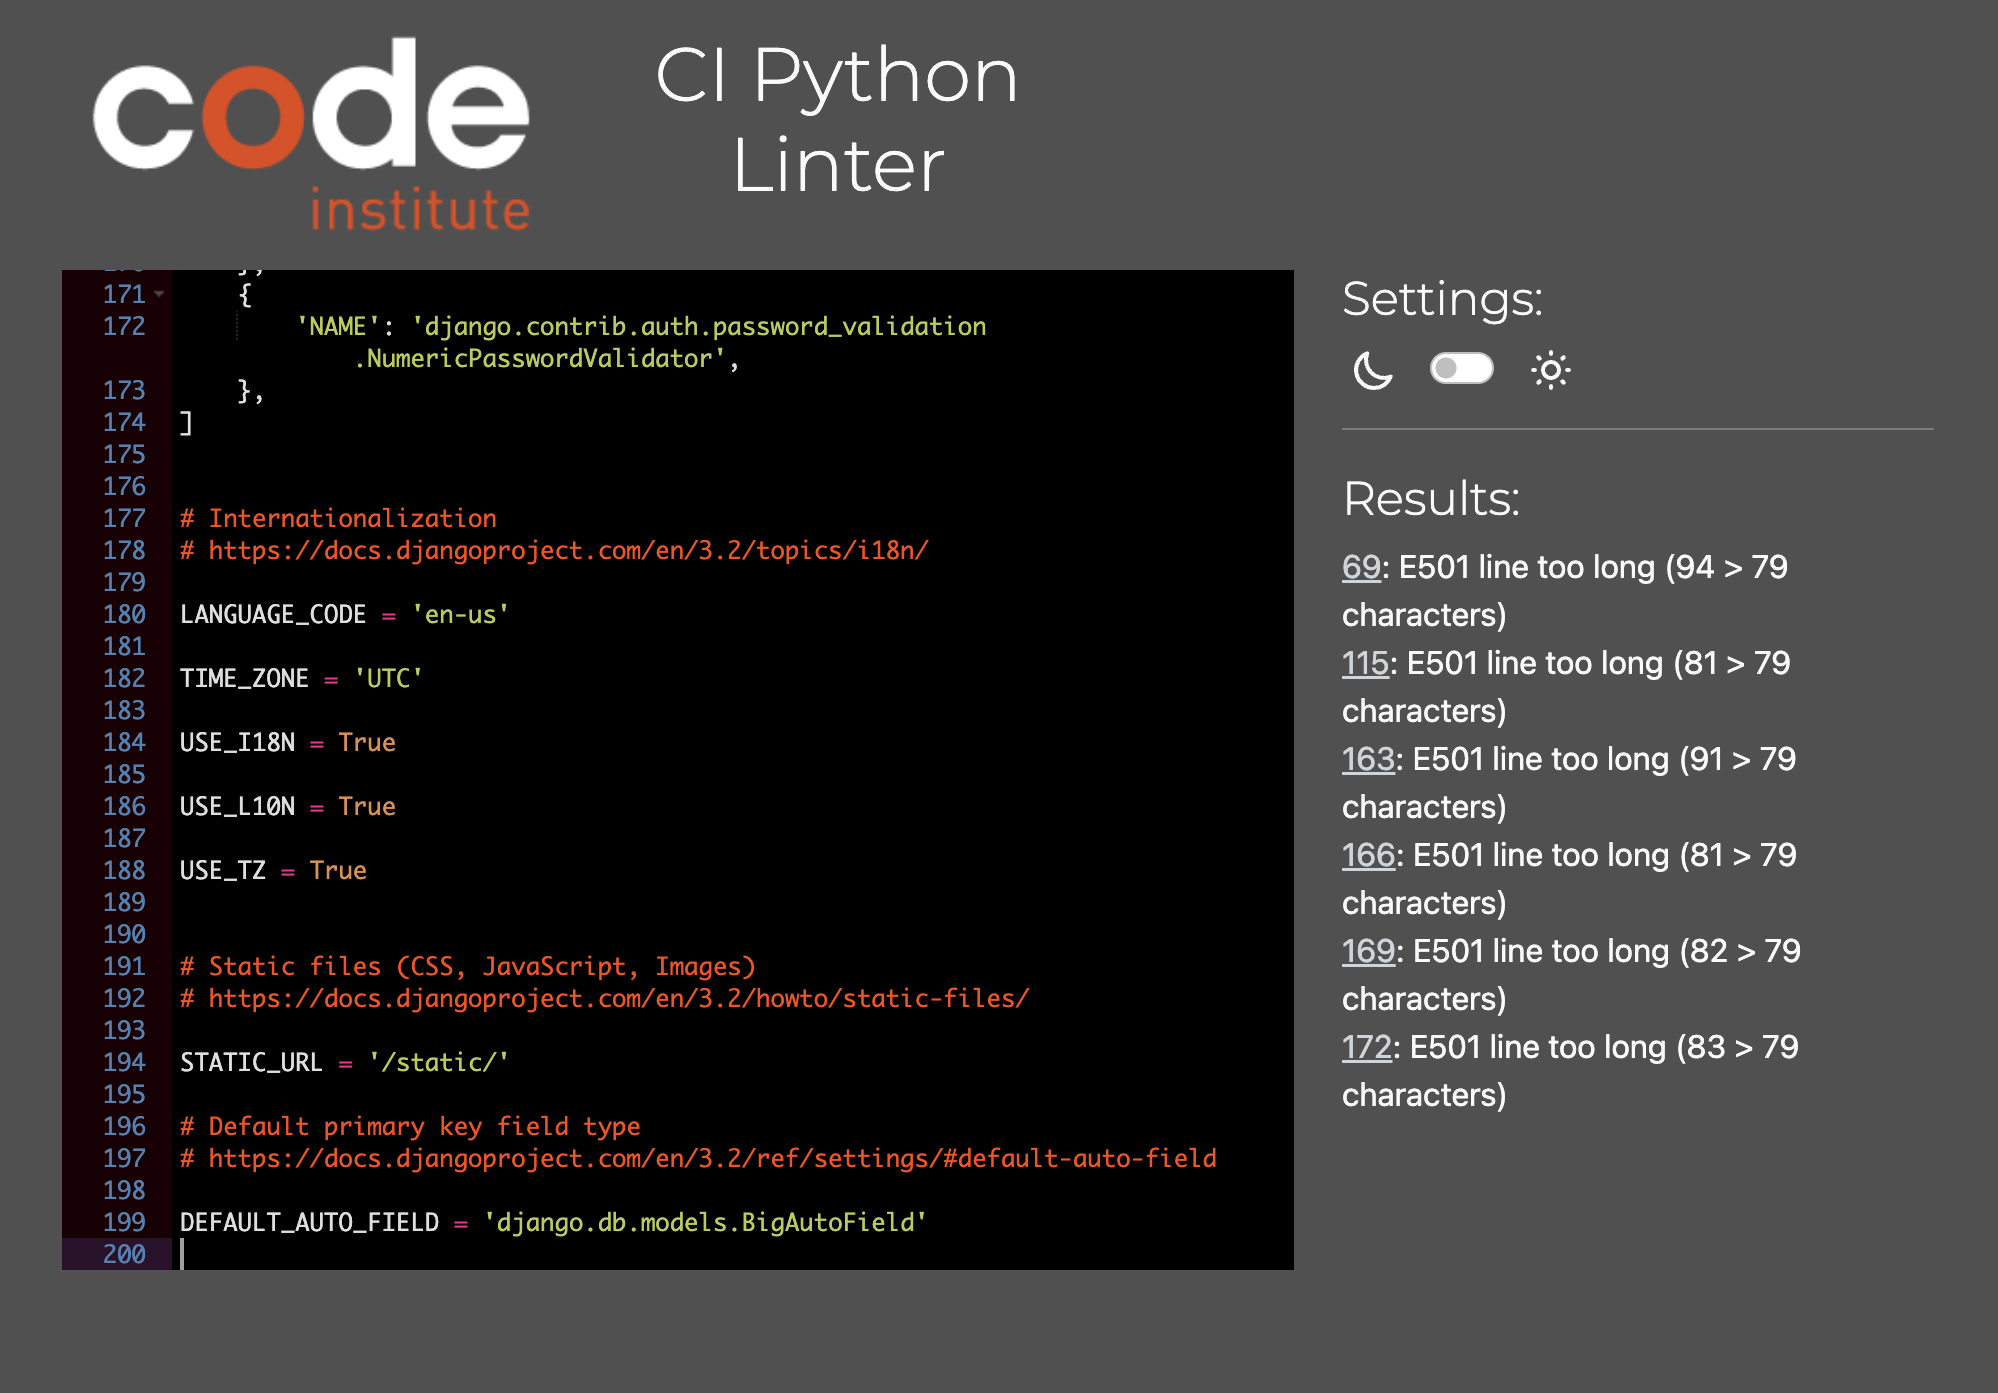 code
institute
CI Python
Linter
171 {
172 'NAME': 'django.contrib.auth.password_validation
.NumericPasswordValidator',
173 },
174 ]
175
176
177 # Internationalization
178 # https://docs.djangoproject.com/en/3.2/topics/i18n/
179
180 LANGUAGE_CODE = 'en-us'
181
182 TIME_ZONE = 'UTC'
183
184 USE_I18N = True
185
186 USE_L10N = True
187
188 USE_TZ = True
189
190
191 # Static files (CSS, JavaScript, Images)
192 # https://docs.djangoproject.com/en/3.2/howto/static-files/
193
194 STATIC_URL = '/static/'
195
196 # Default primary key field type
197 # https://docs.djangoproject.com/en/3.2/ref/settings/#default-auto-field
198
199 DEFAULT_AUTO_FIELD = 'django.db.models.BigAutoField'
200
Settings:
Results:
69: E501 line too long (94 > 79
characters)
115: E501 line too long (81 > 79
characters)
163: E501 line too long (91 > 79
characters)
166: E501 line too long (81 > 79
characters)
169: E501 line too long (82 > 79
characters)
172: E501 line too long (83 > 79
characters)